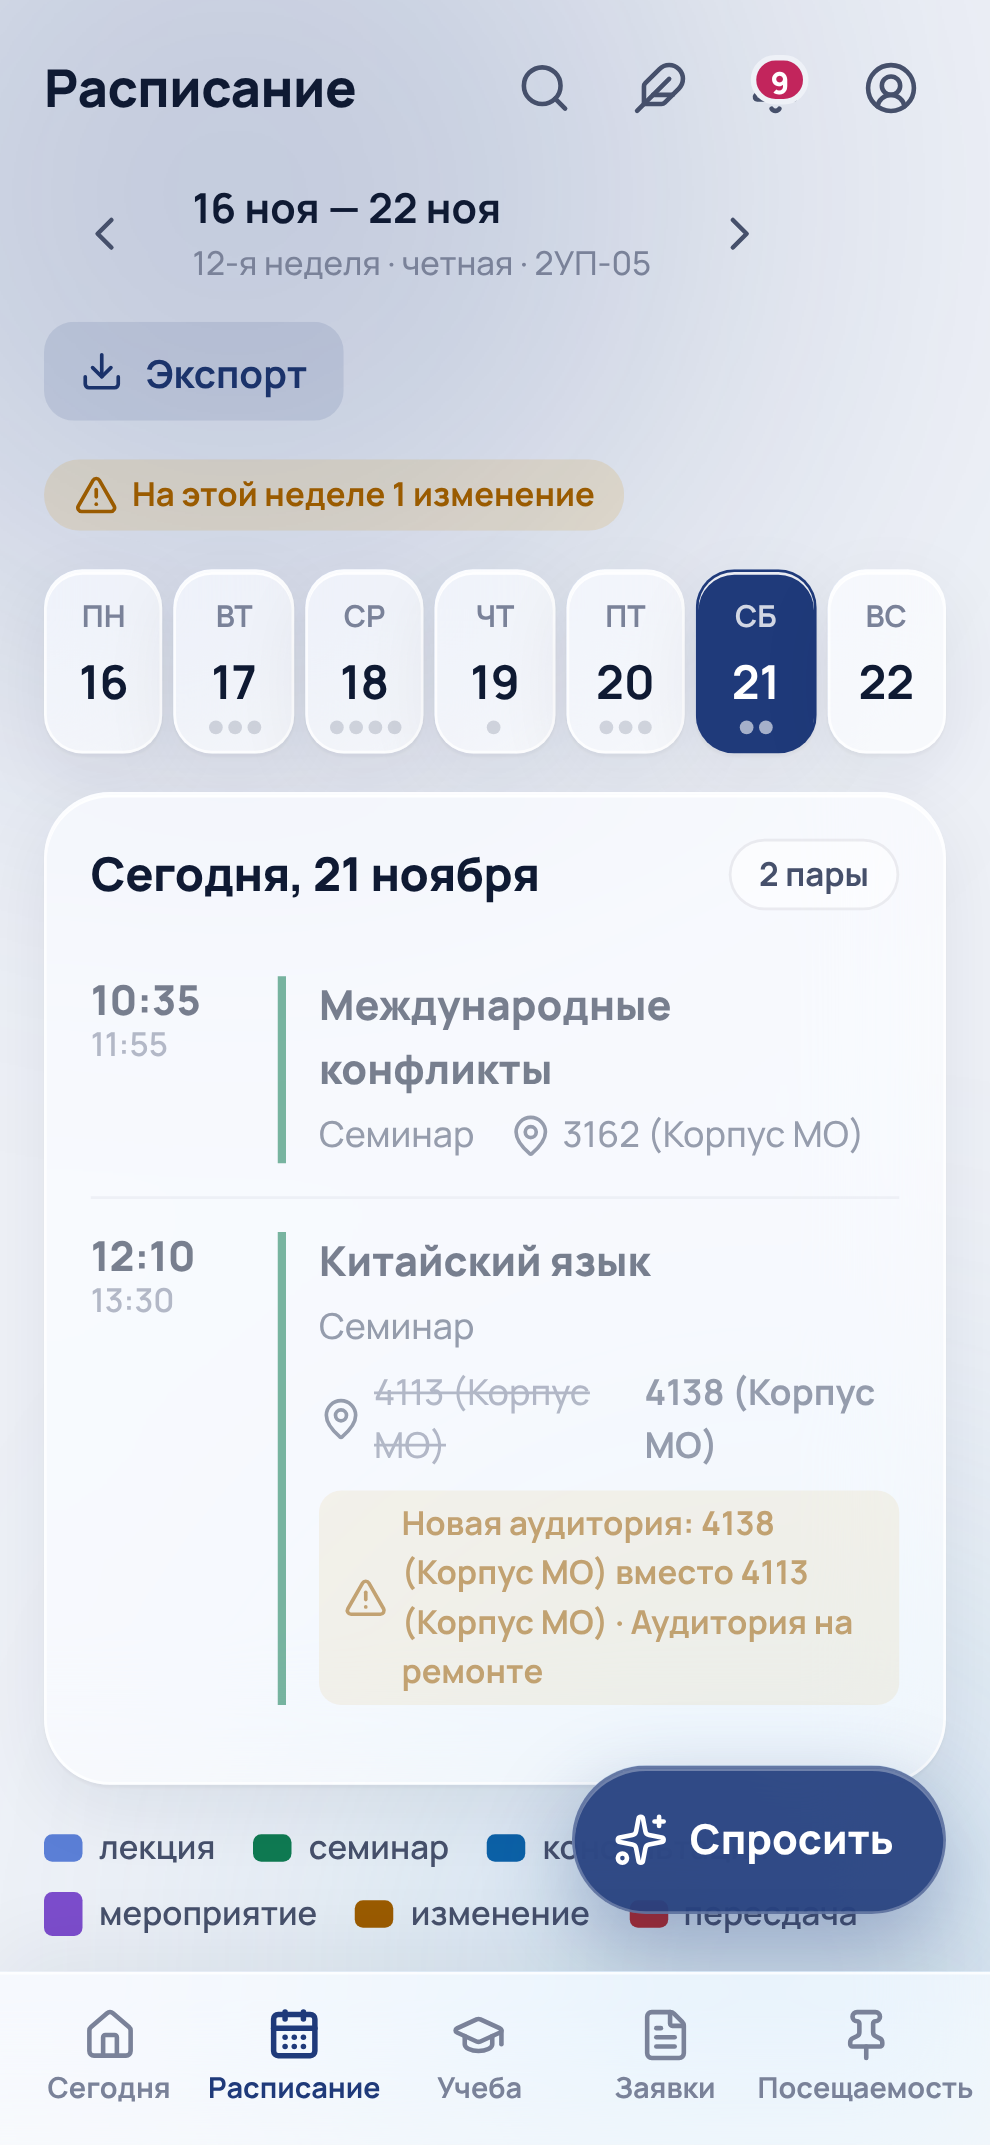 Расписание
9
16 ноя — 22 ноя
12-я неделя · четная · 2УП-05
Экспорт
На этой неделе 1 изменение
ПН ВТ СР ЧТ ПТ СБ ВС
16 17 18 19 20 21 22
Сегодня, 21 ноября
2 пары
10:35
11:55
Международные
конфликты
Семинар 3162 (Корпус МО)
12:10
13:30
Китайский язык
Семинар
4113 (Корпус
МО)
4138 (Корпус
МО)
Новая аудитория: 4138
(Корпус МО) вместо 4113
(Корпус МО) · Аудитория на
ремонте
Спросить
лекция семинар
мероприятие изменение пересдача
Сегодня Расписание Учеба Заявки Посещаемость